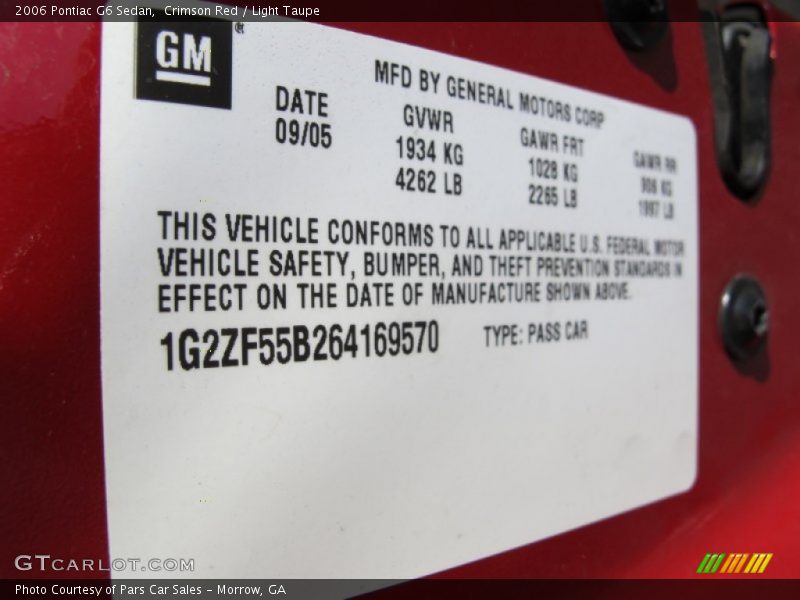 2006 Pontiac G6 Sedan, Crimson Red / Light Taupe
GM
MFD BY GENERAL MOTORS CORP
DATE GVWR GAWR FRT GAWR RR
09/05 1934 KG 1028 KG KG
4262 LB 2265 LB LB
THIS VEHICLE CONFORMS TO ALL APPLICABLE U.S. FEDERAL MOTOR
VEHICLE SAFETY, BUMPER, AND THEFT PREVENTION STANDARDS IN
EFFECT ON THE DATE OF MANUFACTURE SHOWN ABOVE.
1G2ZF55B264169570 TYPE: PASS CAR
GTCARLOT.COM
Photo Courtesy of Pars Car Sales - Morrow, GA